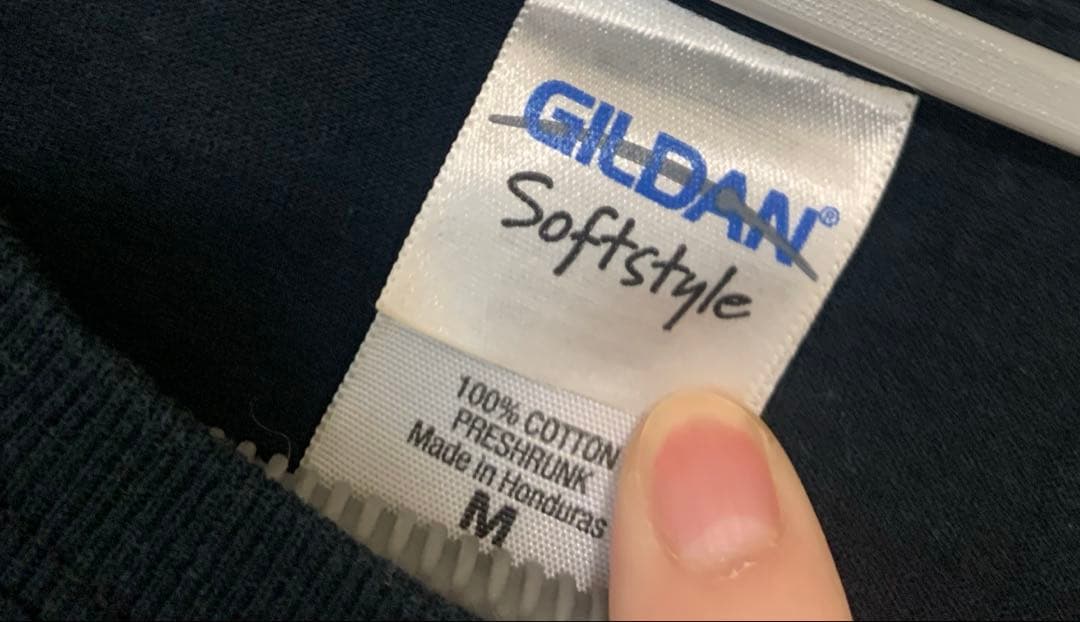 GILDAN®
Softstyle
100% COTTON
PRESHRUNK
Made in Honduras
M